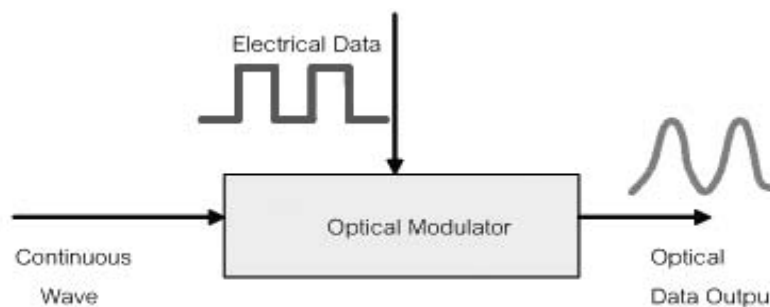 Electrical Data
Optical Modulator
Continuous
Wave
Optical
Data Outpu